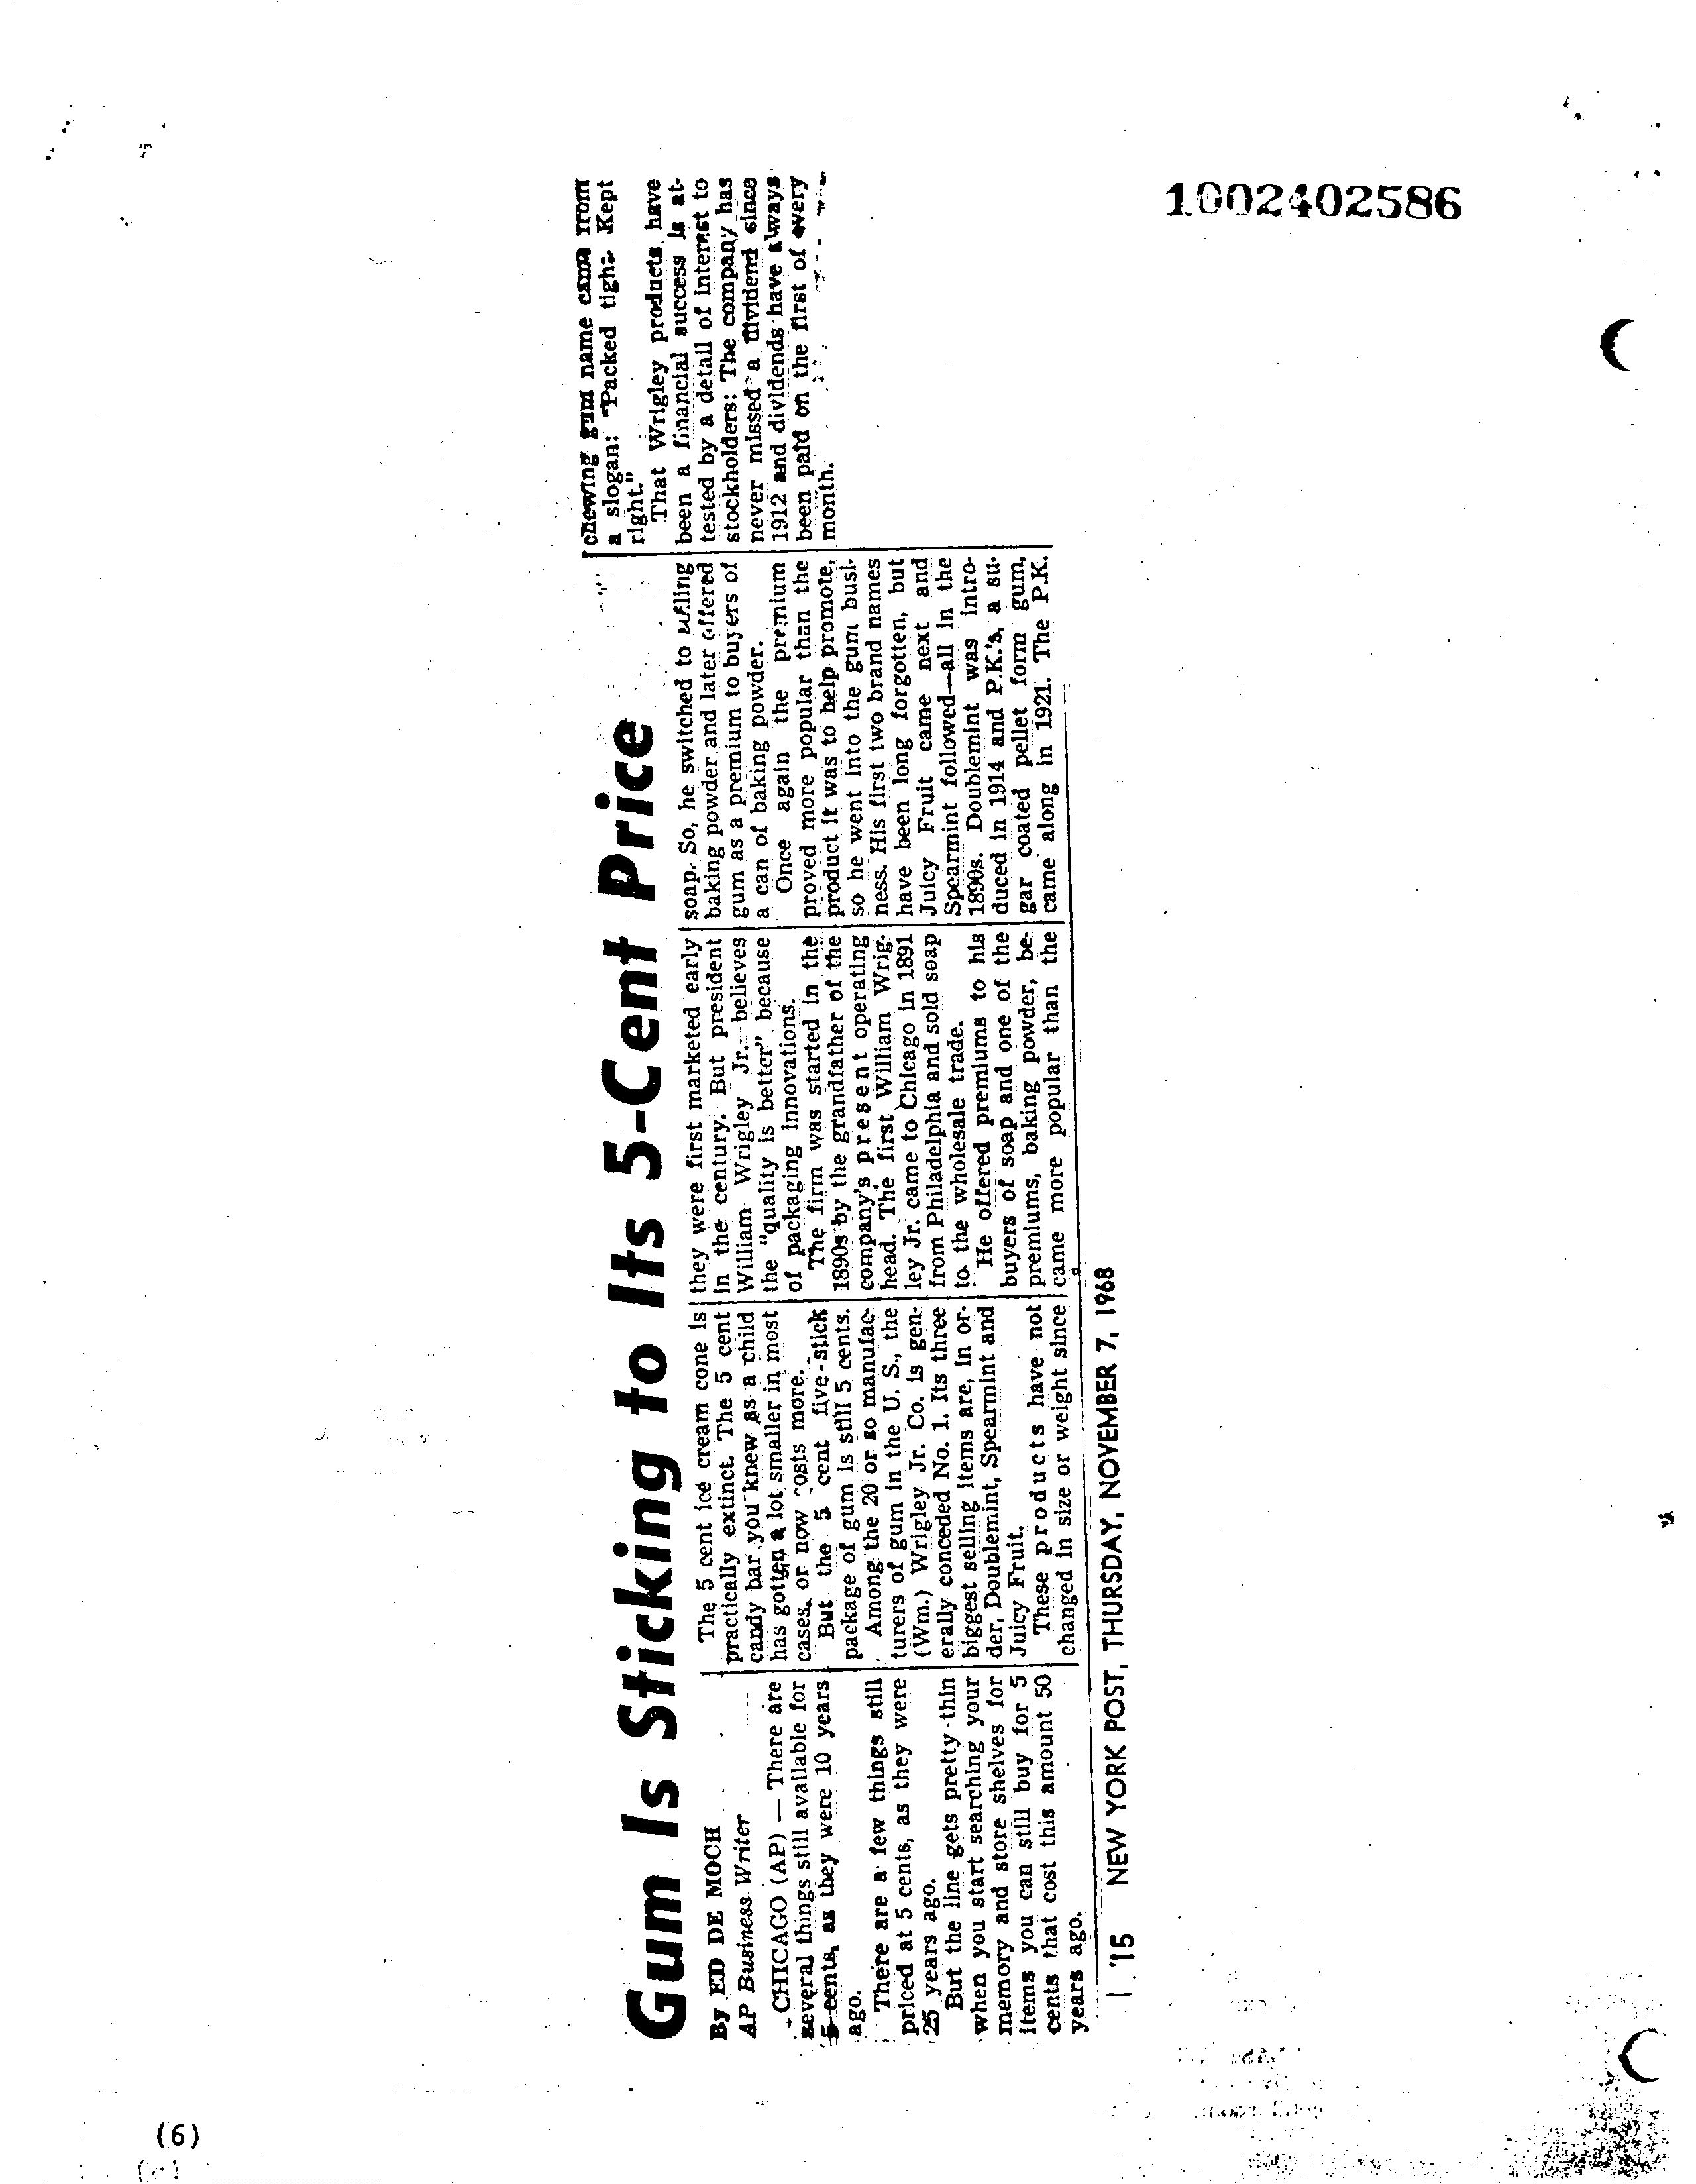 Gum Is Sticking to Its 5-Cent Price
By ED DE MOCH
AP Business Writer
CHICAGO (AP) — There are
several things still available for
5 cents, as they were 10 years
ago.
There are a few things still
priced at 5 cents, as they were
25 years ago.
But the line gets pretty thin
when you start searching your
memory and store shelves for
items you can still buy for 5
cents that cost this amount 50
years ago.
The 5 cent ice cream cone is
practically extinct. The 5 cent
candy bar you knew as a child
has gotten a lot smaller in most
cases, or now costs more.
But the 5 cent five-stick
package of gum is still 5 cents.
Among the 20 or so manufac-
turers of gum in the U. S., the
(Wm.) Wrigley Jr. Co. is gen-
erally conceded No. 1. Its three
biggest selling items are, in or-
der, Doublemint, Spearmint and
Juicy Fruit.
These products have not
changed in size or weight since
they were first marketed early
in the century. But president
William Wrigley Jr. believes
the "quality is better" because
of packaging innovations.
The firm was started in the
1890s by the grandfather of the
company's present operating
head. The first William Wrig-
ley Jr. came to Chicago in 1891
from Philadelphia and sold soap
to the wholesale trade.
He offered premiums to his
buyers of soap and one of the
premiums, baking powder, be-
came more popular than the
soap. So, he switched to selling
baking powder and later offered
gum as a premium to buyers of
a can of baking powder.
Once again the premium
proved more popular than the
product it was to help promote,
so he went into the gum busi-
ness. His first two brand names
have been long forgotten, but
Juicy Fruit came next and
Spearmint followed—all in the
1890s. Doublemint was intro-
duced in 1914 and P.K.'s, a su-
gar coated pellet form gum,
came along in 1921. The P.K.
chewing gum name came from
a slogan: "Packed tight. Kept
right."
That Wrigley products have
been a financial success is at-
tested by a detail of interest to
stockholders: The company has
never missed a dividend since
1912 and dividends have always
been paid on the first of every
month.
15 NEW YORK POST, THURSDAY, NOVEMBER 7, 1968
1002402586
(6)